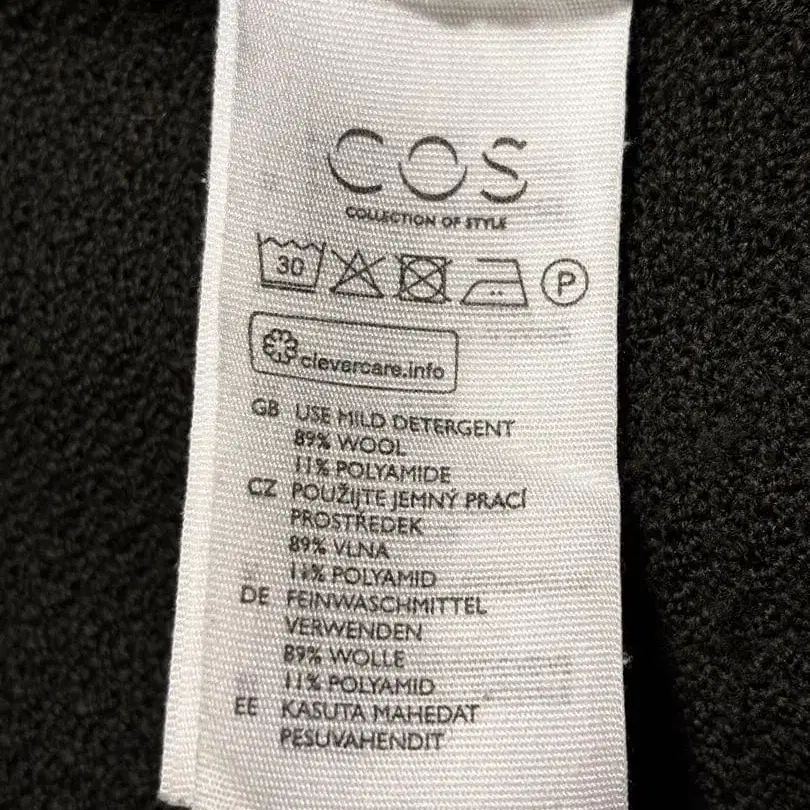 COS
COLLECTION OF STYLE
30 P
clevercare.info
GB USE MILD DETERGENT
89% WOOL
11% POLYAMIDE
CZ POUŽIJTE JEMNÝ PRACÍ
PROSTŘEDEK
89% VLNA
11% POLYAMID
DE FEINWASCHMITTEL
VERWENDEN
89% WOLLE
11% POLYAMID
EE KASUTA MAHEDAT
PESUVAHENDIT